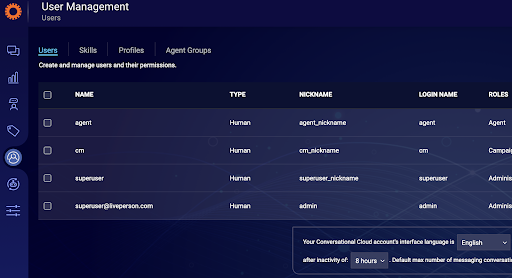 User Management
Users
Users Skills Profiles Agent Groups
Create and manage users and their permissions.
NAME TYPE NICKNAME LOGIN NAME ROLES
agent Human agent_nickname agent Agent
cm Human cm_nickname cm Campai
superuser Human superuser_nickname superuser Adminis
superuser@liveperson.com Human admin admin Adminis
Your Conversational Cloud account's interface language is English
after inactivity of: 8 hours . Default max number of messaging conversati